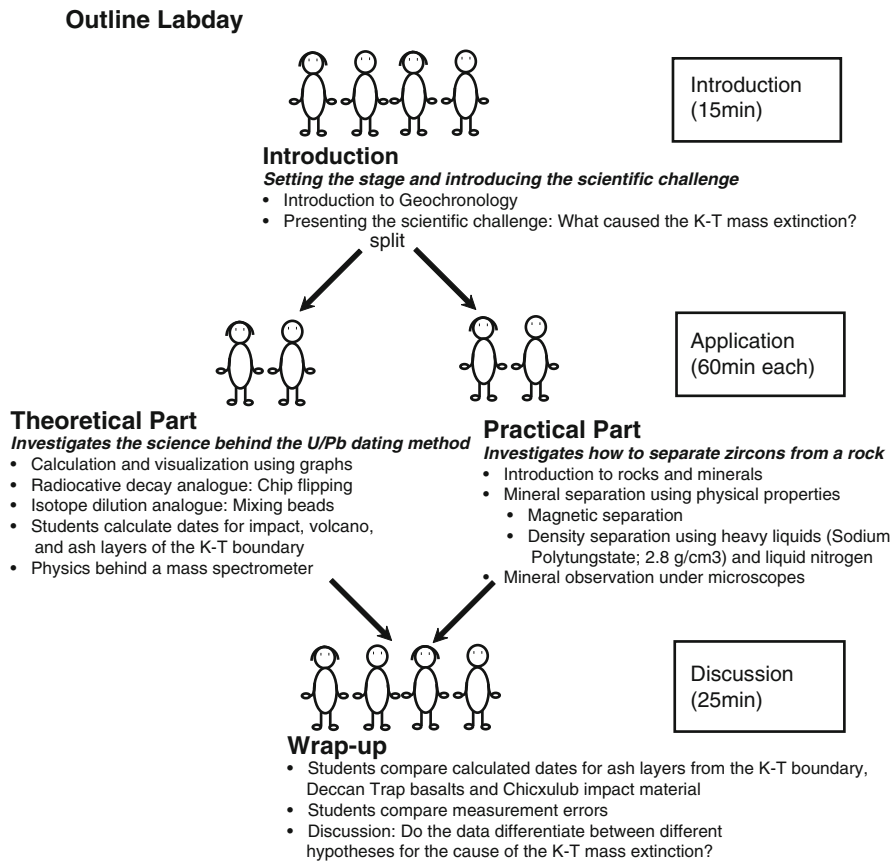 Outline Labday
Introduction
(15min)
Introduction
Setting the stage and introducing the scientific challenge
• Introduction to Geochronology
• Presenting the scientific challenge: What caused the K-T mass extinction?
split
Application
(60min each)
Theoretical Part
Investigates the science behind the U/Pb dating method
• Calculation and visualization using graphs
• Radiocative decay analogue: Chip flipping
• Isotope dilution analogue: Mixing beads
• Students calculate dates for impact, volcano,
and ash layers of the K-T boundary
• Physics behind a mass spectrometer
Practical Part
Investigates how to separate zircons from a rock
• Introduction to rocks and minerals
• Mineral separation using physical properties
• Magnetic separation
• Density separation using heavy liquids (Sodium
Polytungstate; 2.8 g/cm3) and liquid nitrogen
• Mineral observation under microscopes
Discussion
(25min)
Wrap-up
• Students compare calculated dates for ash layers from the K-T boundary,
Deccan Trap basalts and Chicxulub impact material
• Students compare measurement errors
• Discussion: Do the data differentiate between different
hypotheses for the cause of the K-T mass extinction?